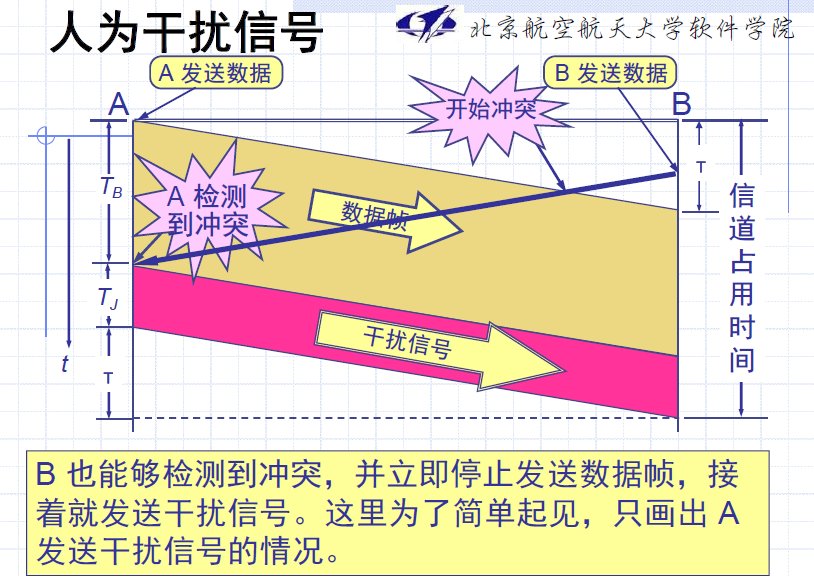 人为干扰信号
北京航空航天大学软件学院
A 发送数据
B 发送数据
A
开始冲突
B
τ
T_B
A 检测
到冲突
数据帧
信道占用时间
T_J
干扰信号
t
τ
B 也能够检测到冲突，并立即停止发送数据帧，接
着就发送干扰信号。这里为了简单起见，只画出 A
发送干扰信号的情况。